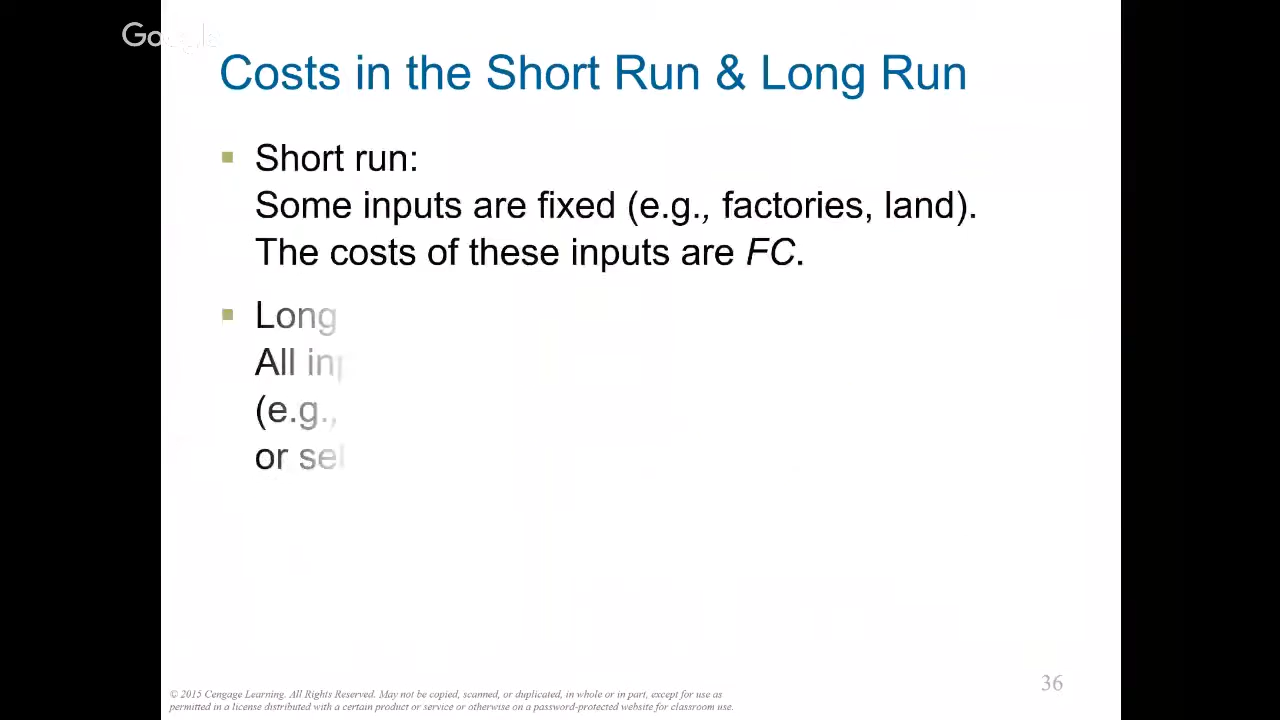 Google
Costs in the Short Run & Long Run
Short run:
Some inputs are fixed (e.g., factories, land).
The costs of these inputs are FC.
Long
All
(e.g.,
or
36
© 2015 Cengage Learning. All Rights Reserved. May not be copied, scanned, or duplicated, in whole or in part, except for use as
permitted in a license distributed with a certain product or service or otherwise on a password-protected website for classroom use.